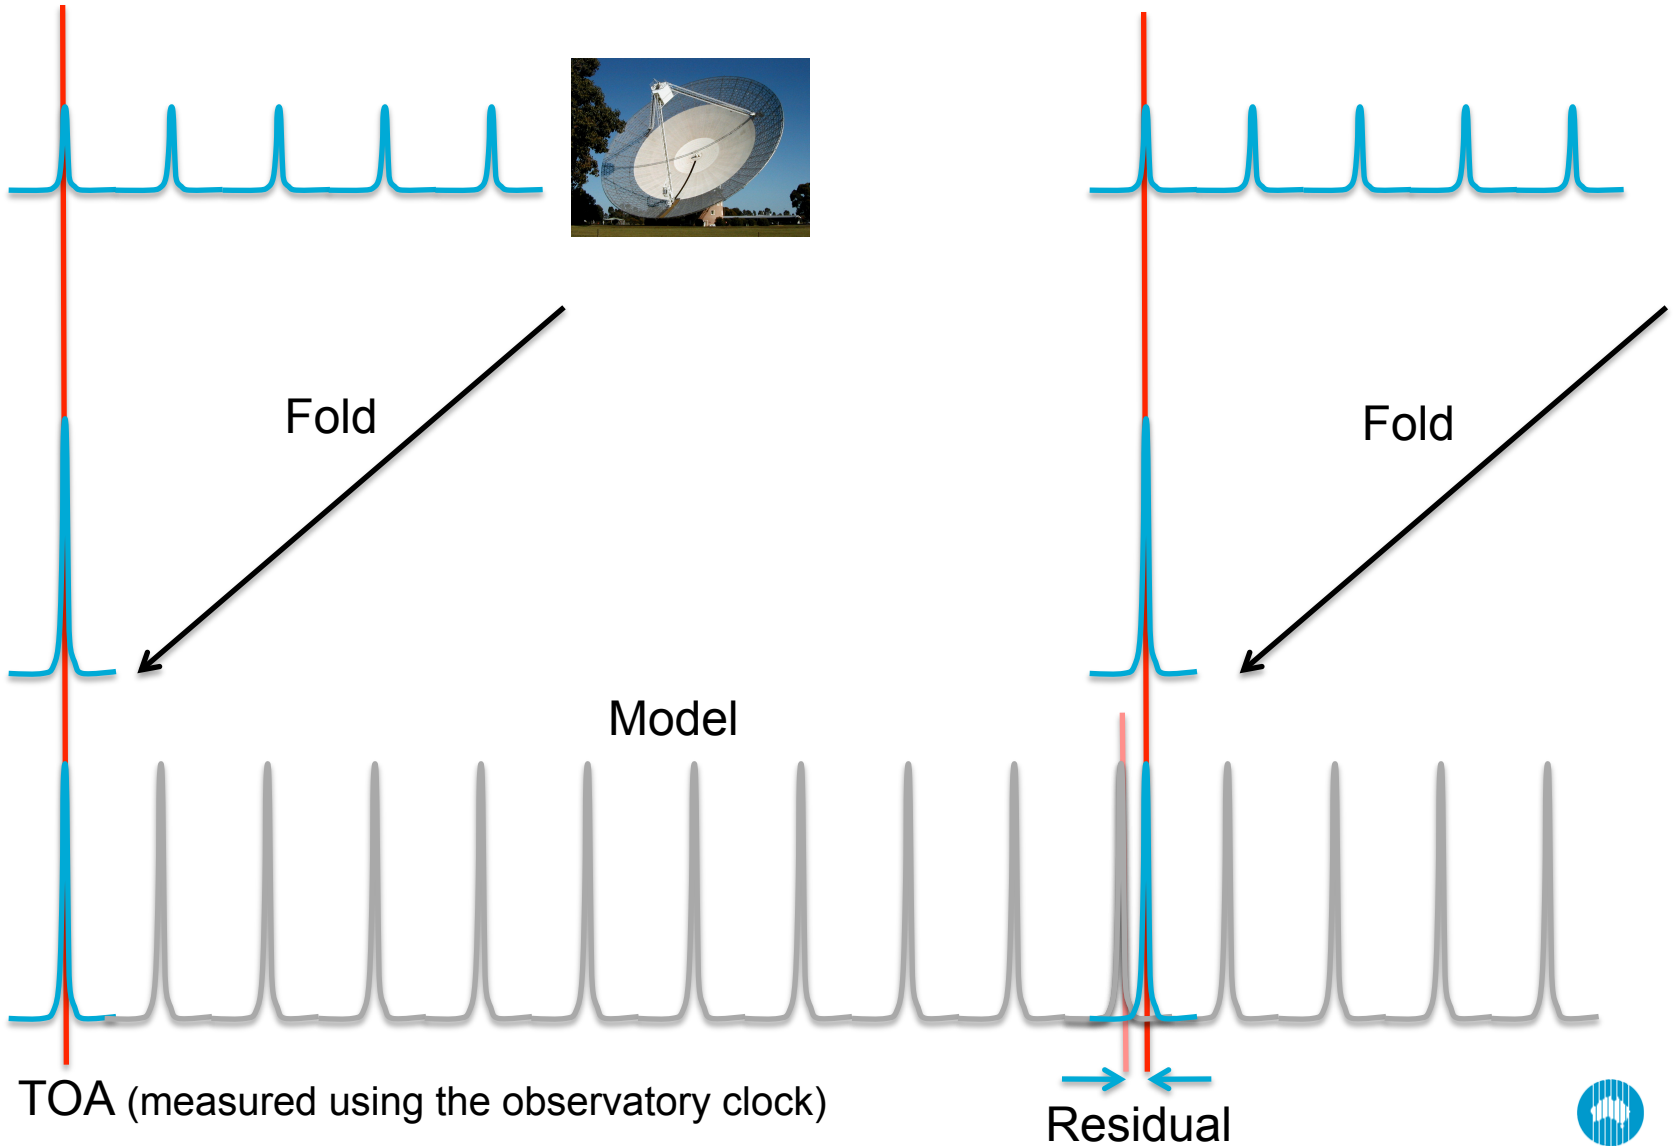 Fold
Fold
Model
TOA (measured using the observatory clock)
Residual